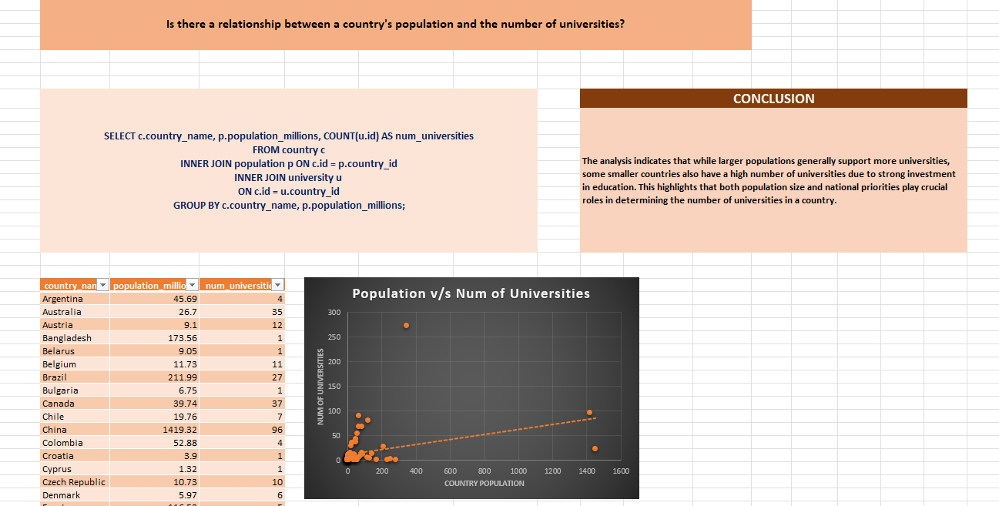 Is there a relationship between a country's population and the number of universities?
SELECT c.country_name, p.population_millions, COUNT(u.id) AS num_universities
FROM country c
INNER JOIN population p ON c.id = p.country_id
INNER JOIN university u
ON c.id = u.country_id
GROUP BY c.country_name, p.population_millions;
CONCLUSION
The analysis indicates that while larger populations generally support more universities,
some smaller countries also have a high number of universities due to strong investment
in education. This highlights that both population size and national priorities play crucial
roles in determining the number of universities in a country.
country_nan population_millio num_universitie
Argentina 45.69 4
Australia 26.7 35
Austria 9.1 12
Bangladesh 173.56 1
Belarus 9.05 1
Belgium 11.73 11
Brazil 211.99 27
Bulgaria 6.75 1
Canada 39.74 37
Chile 19.76 7
China 1419.32 96
Colombia 52.88 4
Croatia 3.9 1
Cyprus 1.32 1
Czech Republic 10.73 10
Denmark 5.97 6
Population v/s Num of Universities
NUM OF UNIVERSITIES
300
250
200
150
100
50
0
0 200 400 600 800 1000 1200 1400 1600
COUNTRY POPULATION